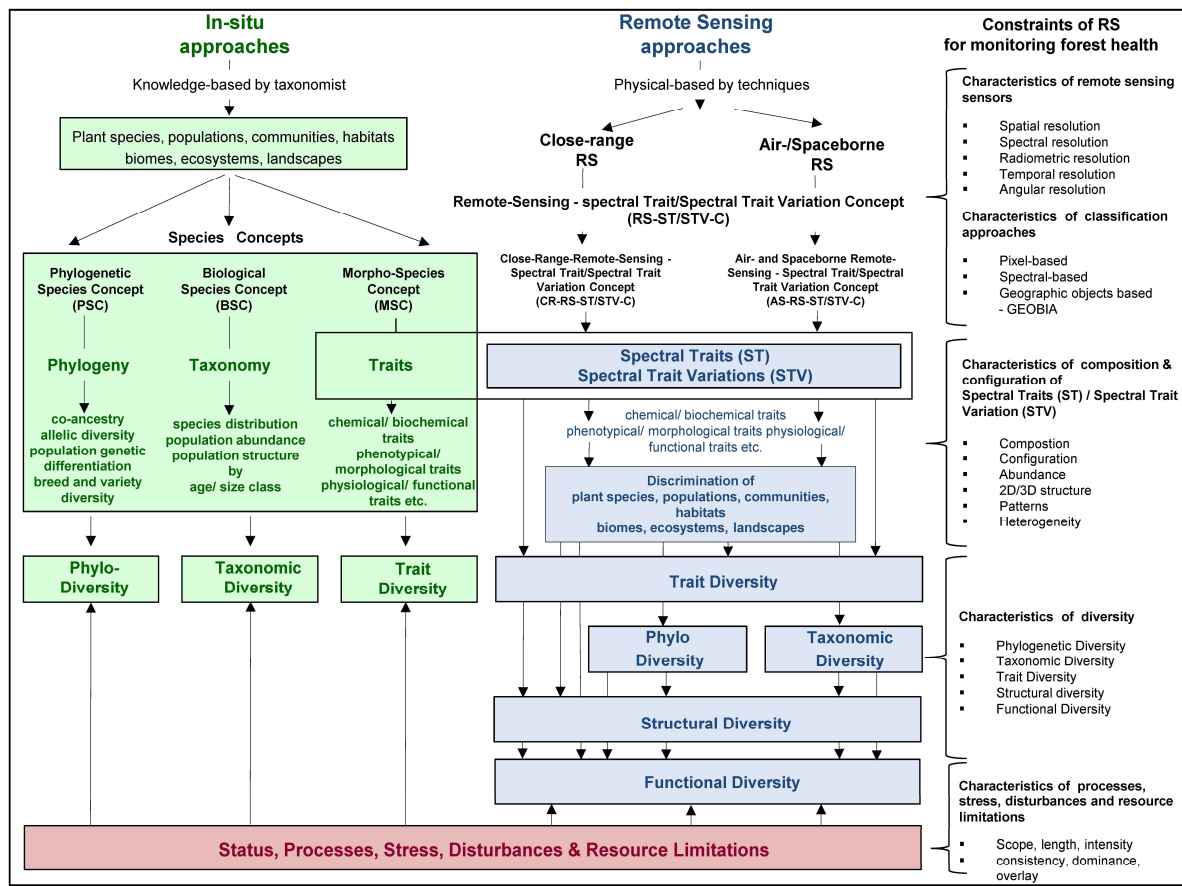 In-situ
approaches
Knowledge-based by taxonomist
Plant species, populations, communities, habitats
biomes, ecosystems, landscapes
Species Concepts
Phylogenetic
Species Concept
(PSC)
Biological
Species Concept
(BSC)
Morpho-Species
Concept
(MSC)
Phylogeny
Taxonomy
Traits
co-ancestry
allelic diversity
population genetic
differentiation
breed and variety
diversity
species distribution
population abundance
population structure
by
age/ size class
chemical/ biochemical
traits
phenotypical/
morphological traits
physiological/ functional
traits etc.
Phylo-
Diversity
Taxonomic
Diversity
Trait
Diversity
Remote Sensing
approaches
Physical-based by techniques
Close-range
RS
Air-/Spaceborne
RS
Remote-Sensing - spectral Trait/Spectral Trait Variation Concept
(RS-ST/STV-C)
Close-Range-Remote-Sensing -
Spectral Trait/Spectral Trait
Variation Concept
(CR-RS-ST/STV-C)
Air- and Spaceborne Remote-
Sensing - Spectral Trait/Spectral
Trait Variation Concept
(AS-RS-ST/STV-C)
Spectral Traits (ST)
Spectral Trait Variations (STV)
chemical/ biochemical traits
phenotypical/ morphological traits physiological/
functional traits etc.
Discrimination of
plant species, populations, communities,
habitats
biomes, ecosystems, landscapes
Trait Diversity
Phylo
Diversity
Taxonomic
Diversity
Structural Diversity
Functional Diversity
Status, Processes, Stress, Disturbances & Resource Limitations
Constraints of RS
for monitoring forest health
Characteristics of remote sensing
sensors
▪ Spatial resolution
▪ Spectral resolution
▪ Radiometric resolution
▪ Temporal resolution
▪ Angular resolution
Characteristics of classification
approaches
▪ Pixel-based
▪ Spectral-based
▪ Geographic objects based
- GEOBIA
Characteristics of composition &
configuration of
Spectral Traits (ST) / Spectral Trait
Variation (STV)
▪ Compostion
▪ Configuration
▪ Abundance
▪ 2D/3D structure
▪ Patterns
▪ Heterogeneity
Characteristics of diversity
▪ Phylogenetic Diversity
▪ Taxonomic Diversity
▪ Trait Diversity
▪ Structural diversity
▪ Functional Diversity
Characteristics of processes,
stress, disturbances and resource
limitations
▪ Scope, length, intensity
▪ consistency, dominance,
overlay